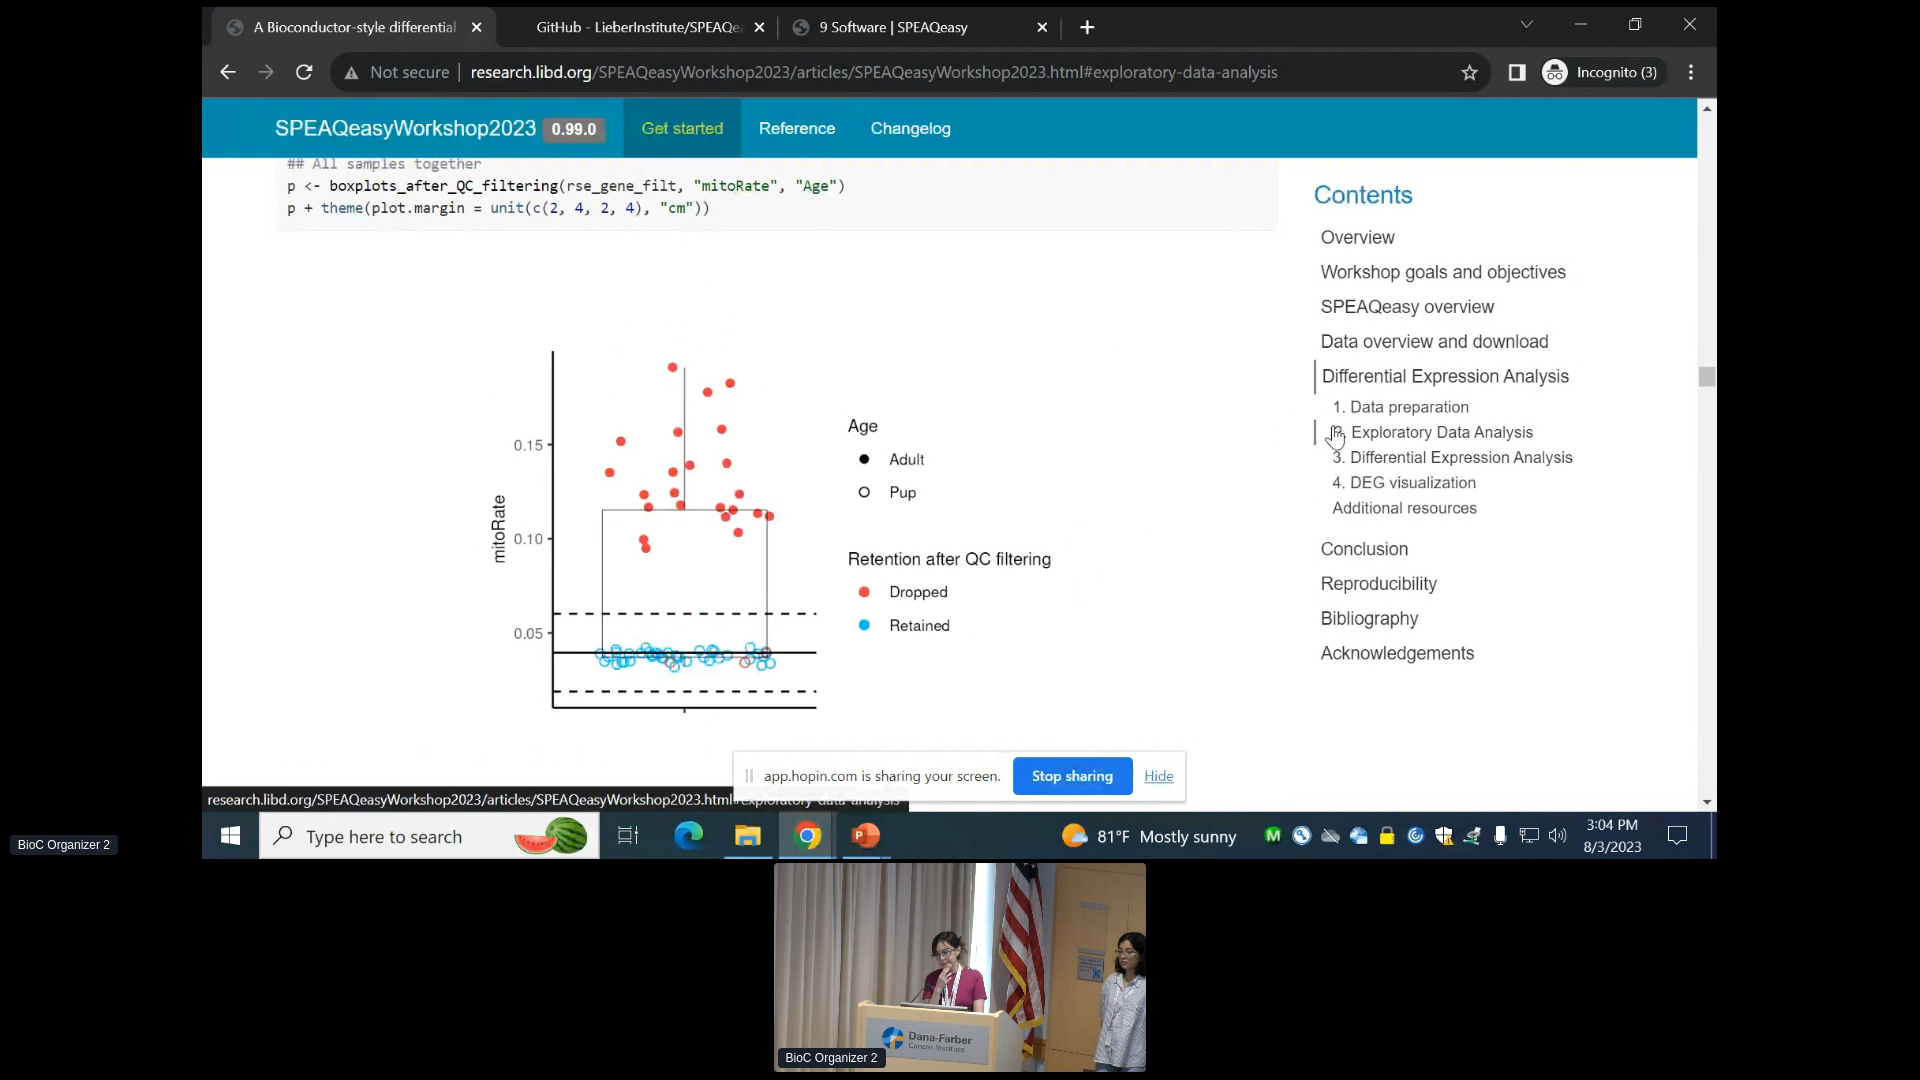 A Bioconductor-style differential
GitHub - LieberInstitute/SPEAQe
9 Software | SPEAQeasy
Not secure
research.libd.org/SPEAQeasyWorkshop2023/articles/SPEAQeasyWorkshop2023.html#exploratory-data-analysis
Incognito (3)
SPEAQeasyWorkshop2023 0.99.0
Get started
Reference
Changelog
## All samples together
p <- boxplots_after_QC_filtering(rse_gene_filt, "mitoRate", "Age")
p + theme(plot.margin = unit(c(2, 4, 2, 4), "cm"))
Contents
Overview
Workshop goals and objectives
SPEAQeasy overview
Data overview and download
Differential Expression Analysis
1. Data preparation
Exploratory Data Analysis
3. Differential Expression Analysis
4. DEG visualization
Additional resources
Conclusion
Reproducibility
Bibliography
Acknowledgements
mitoRate
0.15
0.10
0.05
Age
Adult
Pup
Retention after QC filtering
Dropped
Retained
app.hopin.com is sharing your screen.
Stop sharing
Hide
research.libd.org/SPEAQeasyWorkshop2023/articles/SPEAQeasyWorkshop2023.html#exploratory-data-analysis
Type here to search
81°F Mostly sunny
3:04 PM
8/3/2023
BioC Organizer 2
Dana-Farber
Cancer Institute
BioC Organizer 2